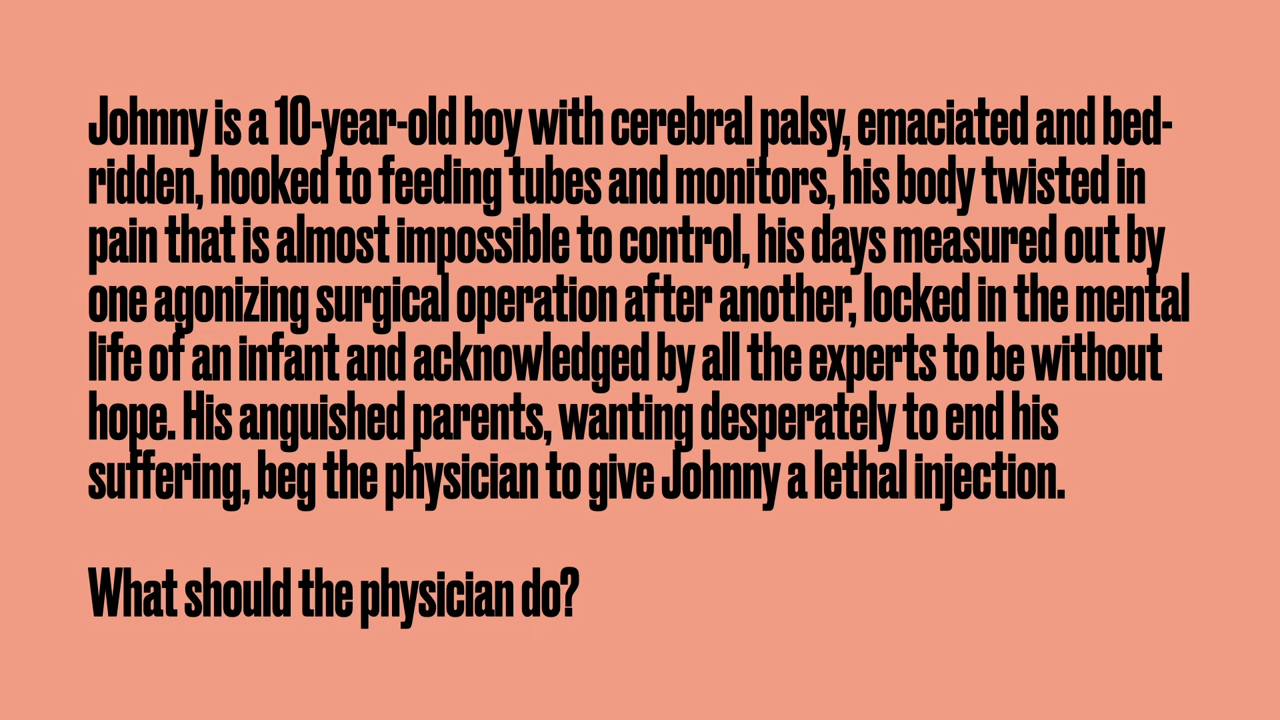 Johnny is a 10-year-old boy with cerebral palsy, emaciated and bed-
ridden, hooked to feeding tubes and monitors, his body twisted in
pain that is almost impossible to control, his days measured out by
one agonizing surgical operation after another, locked in the mental
life of an infant and acknowledged by all the experts to be without
hope. His anguished parents, wanting desperately to end his
suffering, beg the physician to give Johnny a lethal injection.
What should the physician do?